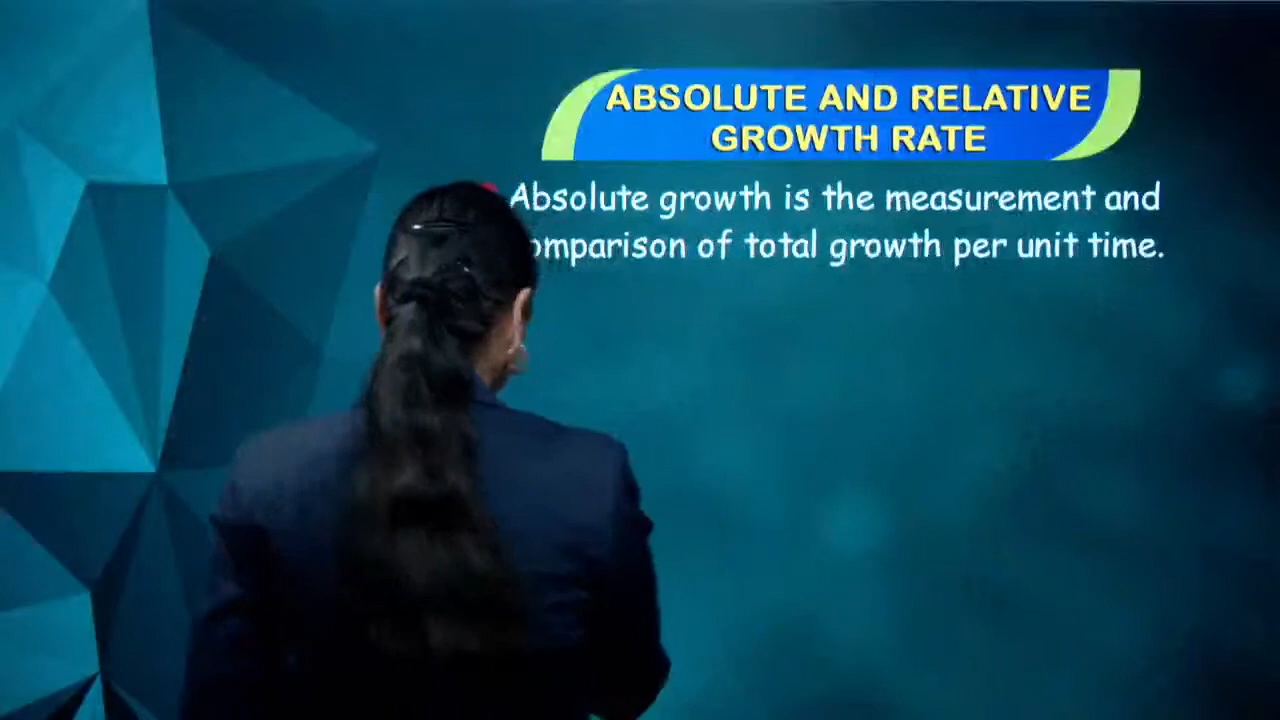 ABSOLUTE AND RELATIVE
GROWTH RATE
Absolute growth is the measurement and
omparison of total growth per unit time.